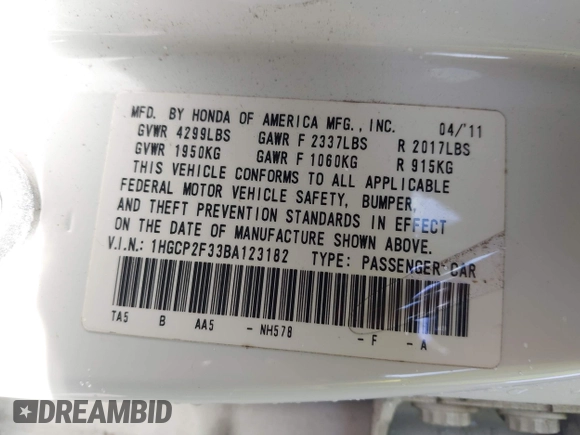 MFD. BY HONDA OF AMERICA MFG., INC. 04/'11
GVWR 4299LBS GAWR F 2337LBS R 2017LBS
GVWR 1950KG GAWR F 1060KG R 915KG
THIS VEHICLE CONFORMS TO ALL APPLICABLE
FEDERAL MOTOR VEHICLE SAFETY, BUMPER,
AND THEFT PREVENTION STANDARDS IN EFFECT
ON THE DATE OF MANUFACTURE SHOWN ABOVE.
V.I.N.: 1HGCP2F33BA123182 TYPE: PASSENGER CAR
TA5 B AA5 - NH578 - F - A
DREAMBID